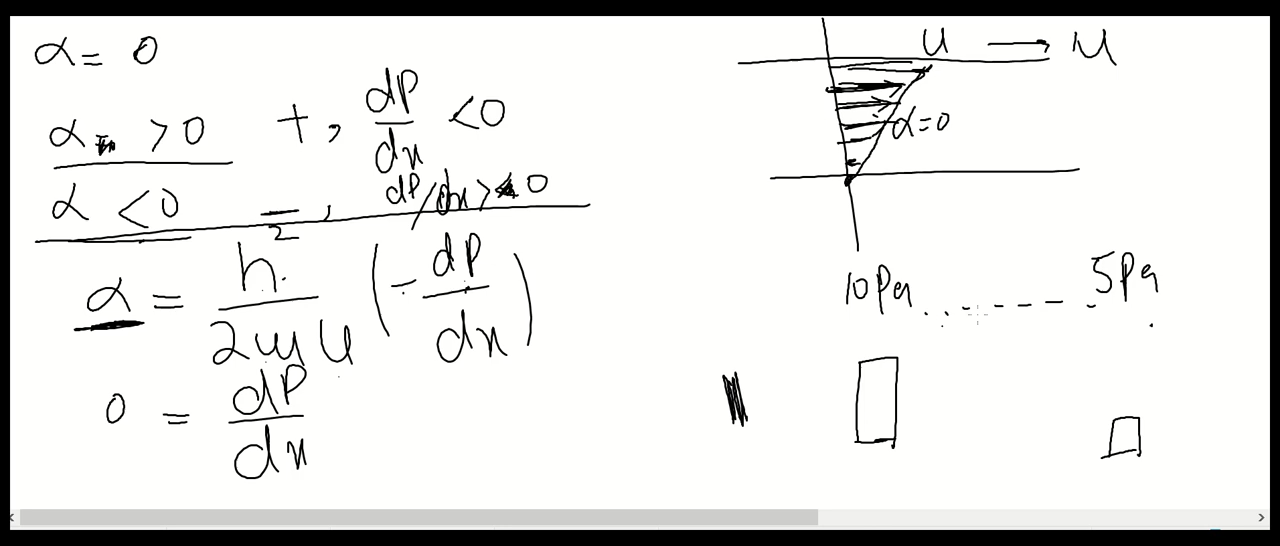 α = 0
α > 0 + , dP/dx < 0
α < 0 − , dP/dx > 0
α = h²/2μU (− dP/dx)
0 = dP/dx
U → U
α = 0
10Pa ------ 5Pa